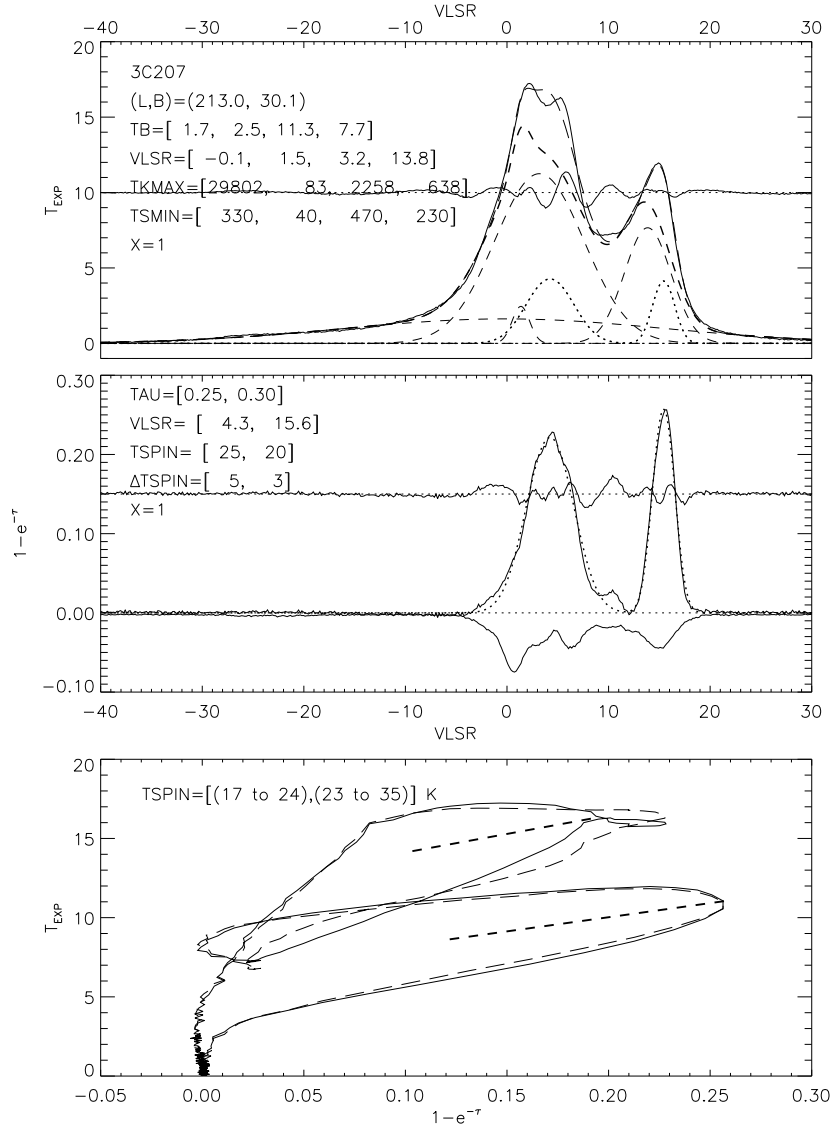 VLSR
−40 −30 −20 −10 0 10 20 30
20
15
10
5
0
T_EXP
3C207
(L,B)=(213.0, 30.1)
TB=[ 1.7, 2.5, 11.3, 7.7]
VLSR=[ −0.1, 1.5, 3.2, 13.8]
TKMAX=[29802, 83, 2258, 638]
TSMIN=[ 330, 40, 470, 230]
X=1
0.30
0.20
0.10
0.00
−0.10
1−e^−τ
TAU=[0.25, 0.30]
VLSR= [ 4.3, 15.6]
TSPIN= [ 25, 20]
ΔTSPIN=[ 5, 3]
X=1
−40 −30 −20 −10 0 10 20 30
VLSR
20
15
10
5
0
T_EXP
TSPIN=[(17 to 24),(23 to 35)] K
−0.05 0.00 0.05 0.10 0.15 0.20 0.25 0.30
1−e^−τ